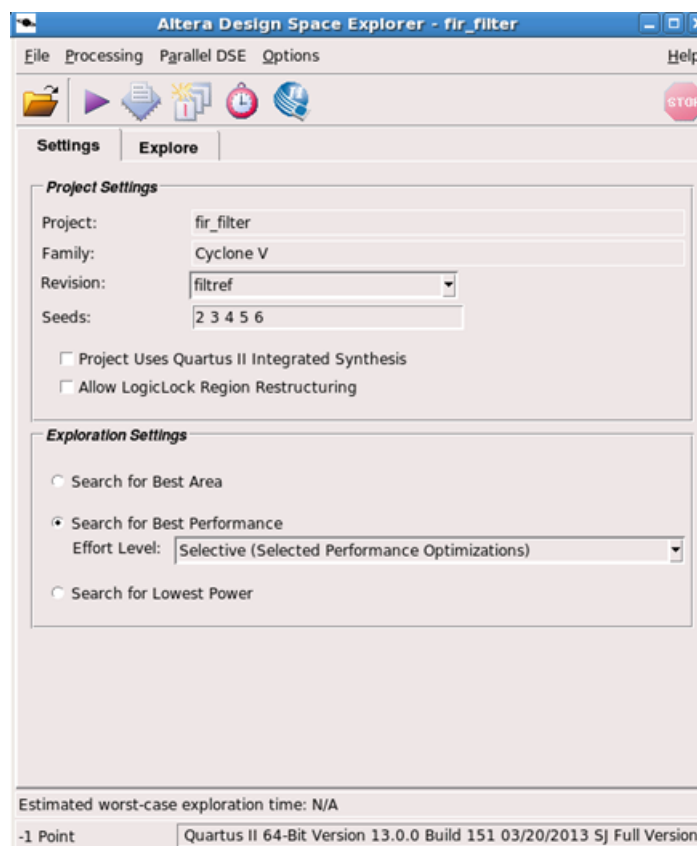 Altera Design Space Explorer - fir_filter
File Processing Parallel DSE Options Help
STOP
Settings Explore
Project Settings
Project: fir_filter
Family: Cyclone V
Revision: filtref
Seeds: 2 3 4 5 6
Project Uses Quartus II Integrated Synthesis
Allow LogicLock Region Restructuring
Exploration Settings
Search for Best Area
Search for Best Performance
Effort Level: Selective (Selected Performance Optimizations)
Search for Lowest Power
Estimated worst-case exploration time: N/A
-1 Point Quartus II 64-Bit Version 13.0.0 Build 151 03/20/2013 SJ Full Version